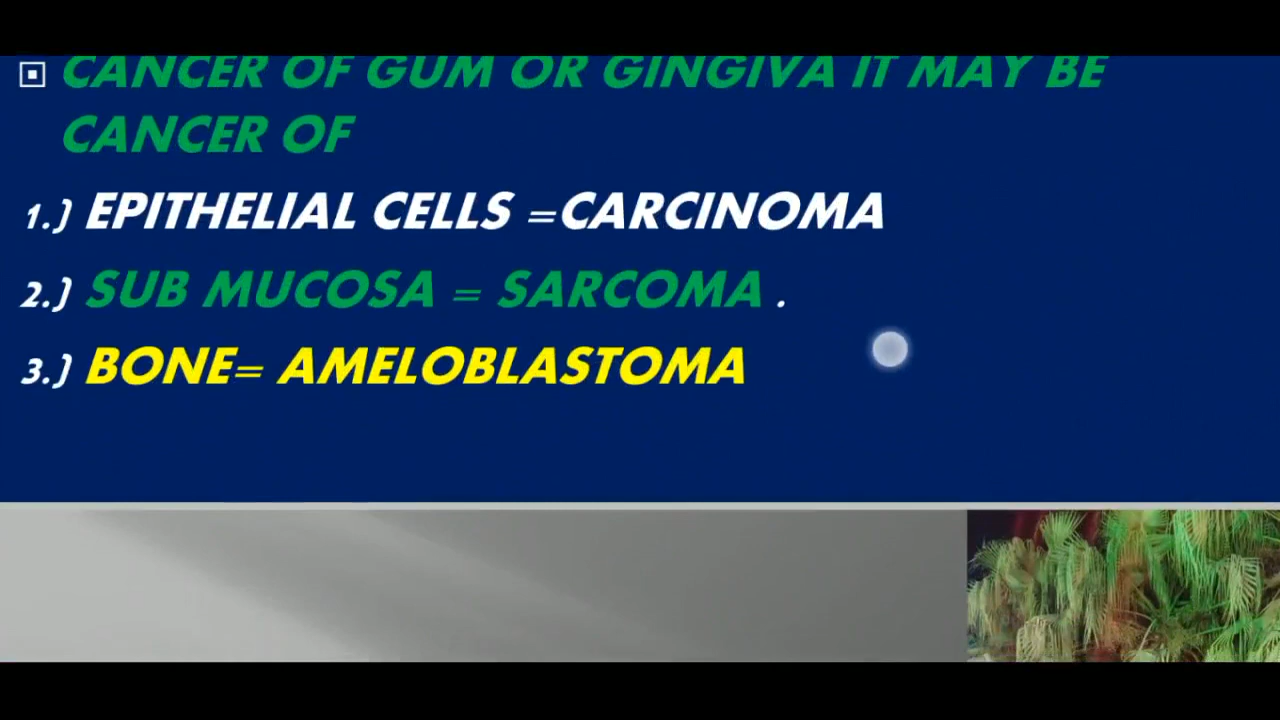 CANCER OF GUM OR GINGIVA IT MAY BE
CANCER OF
1.) EPITHELIAL CELLS =CARCINOMA
2.) SUB MUCOSA = SARCOMA .
3.) BONE= AMELOBLASTOMA